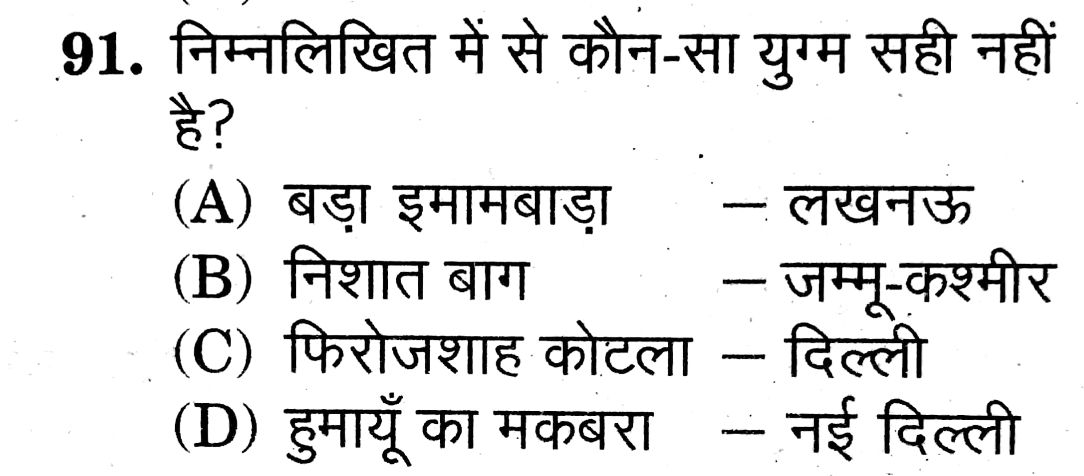 91. निम्नलिखित में से कौन-सा युग्म सही नहीं
है?
(A) बड़ा इमामबाड़ा – लखनऊ
(B) निशात बाग – जम्मू-कश्मीर
(C) फिरोजशाह कोटला – दिल्ली
(D) हुमायूँ का मकबरा – नई दिल्ली